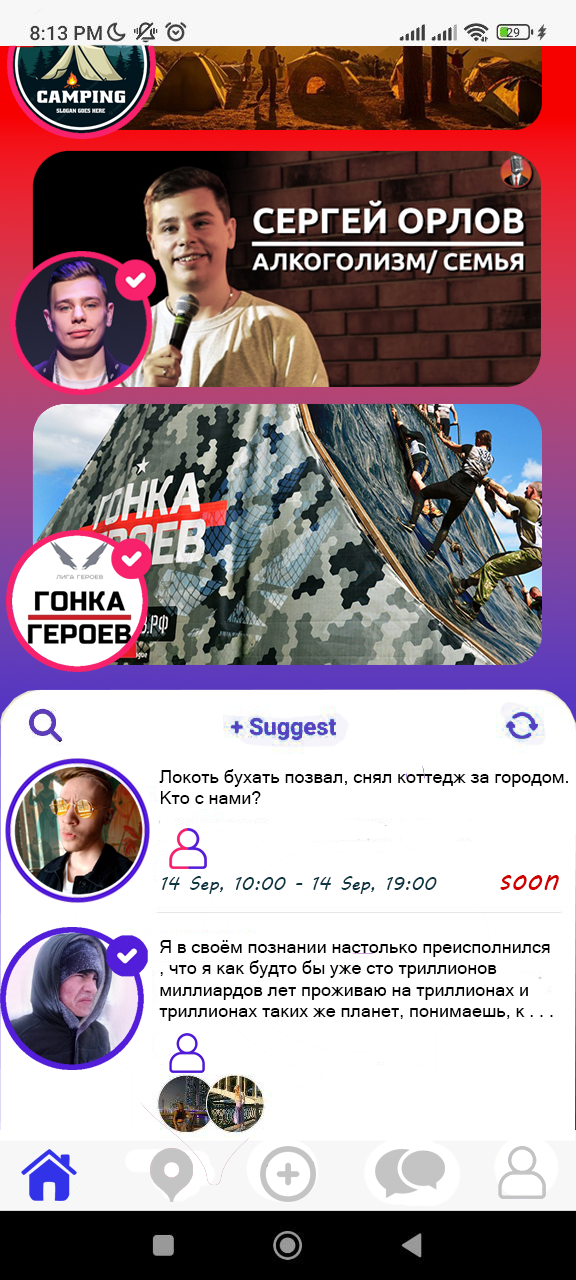 8:13 PM
29
CAMPING
SLOGAN GOES HERE
СЕРГЕЙ ОРЛОВ
АЛКОГОЛИЗМ/ СЕМЬЯ
ГОНКА
ГЕРОЕВ
.РФ
ЛИГА ГЕРОЕВ
ГОНКА
ГЕРОЕВ
+ Suggest
Локоть бухать позвал, снял коттедж за городом.
Кто с нами?
14 Sep, 10:00 - 14 Sep, 19:00
soon
Я в своём познании настолько преисполнился
, что я как будто бы уже сто триллионов
миллиардов лет проживаю на триллионах и
триллионах таких же планет, понимаешь, к . . .